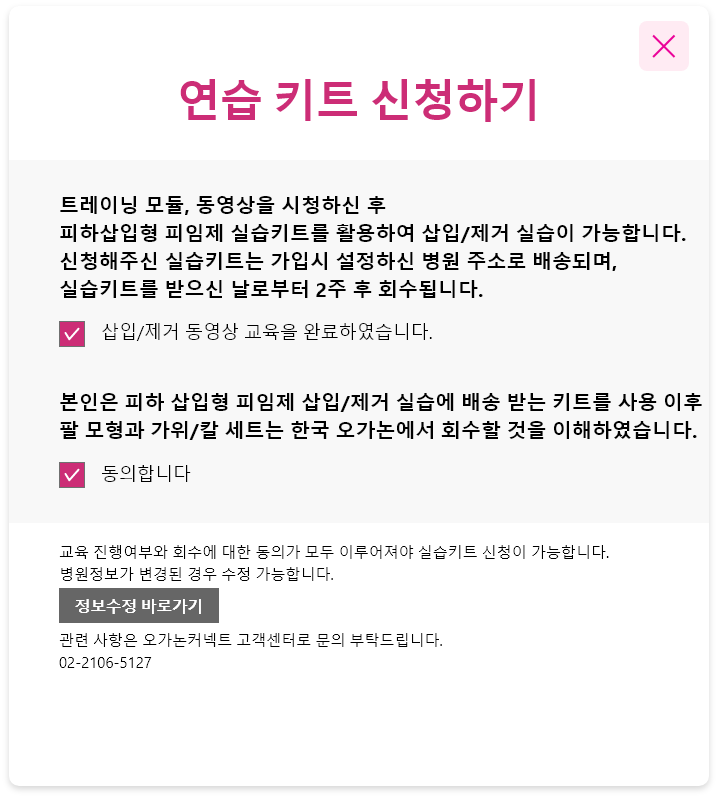 연습 키트 신청하기
트레이닝 모듈, 동영상을 시청하신 후
피하삽입형 피임제 실습키트를 활용하여 삽입/제거 실습이 가능합니다.
신청해주신 실습키트는 가입시 설정하신 병원 주소로 배송되며,
실습키트를 받으신 날로부터 2주 후 회수됩니다.
삽입/제거 동영상 교육을 완료하였습니다.
본인은 피하 삽입형 피임제 삽입/제거 실습에 배송 받는 키트를 사용 이후
팔 모형과 가위/칼 세트는 한국 오가논에서 회수할 것을 이해하였습니다.
동의합니다
교육 진행여부와 회수에 대한 동의가 모두 이루어져야 실습키트 신청이 가능합니다.
병원정보가 변경된 경우 수정 가능합니다.
정보수정 바로가기
관련 사항은 오가논커넥트 고객센터로 문의 부탁드립니다.
02-2106-5127